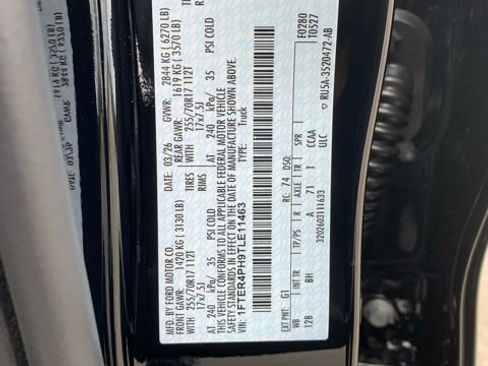 MFD. BY FORD MOTOR CO.
DATE: 03/26 GVWR: 2844 KG ( 6270 LB)
FRONT GAWR: 1420 KG ( 3130 LB) REAR GAWR: 1619 KG ( 3570 LB)
WITH 255/70R17 112T TIRES WITH 255/70R17 112T TIRES
17x7.5J RIMS 17x7.5J RIMS
AT 240 kPa/ 35 PSI COLD AT 240 kPa/ 35 PSI COLD
THIS VEHICLE CONFORMS TO ALL APPLICABLE FEDERAL MOTOR VEHICLE
SAFETY STANDARDS IN EFFECT ON THE DATE OF MANUFACTURE SHOWN ABOVE.
VIN: 1FTER4PH9TLE11463
TYPE: Truck
F0280
T0527
EXT PNT: G1 RC: 74 DSO:
WB INT TR: TP/PS R AXLE TR SPR
128 BH A 71 T CCAA
ULC
3202603111633
RU5A-3520472-AB